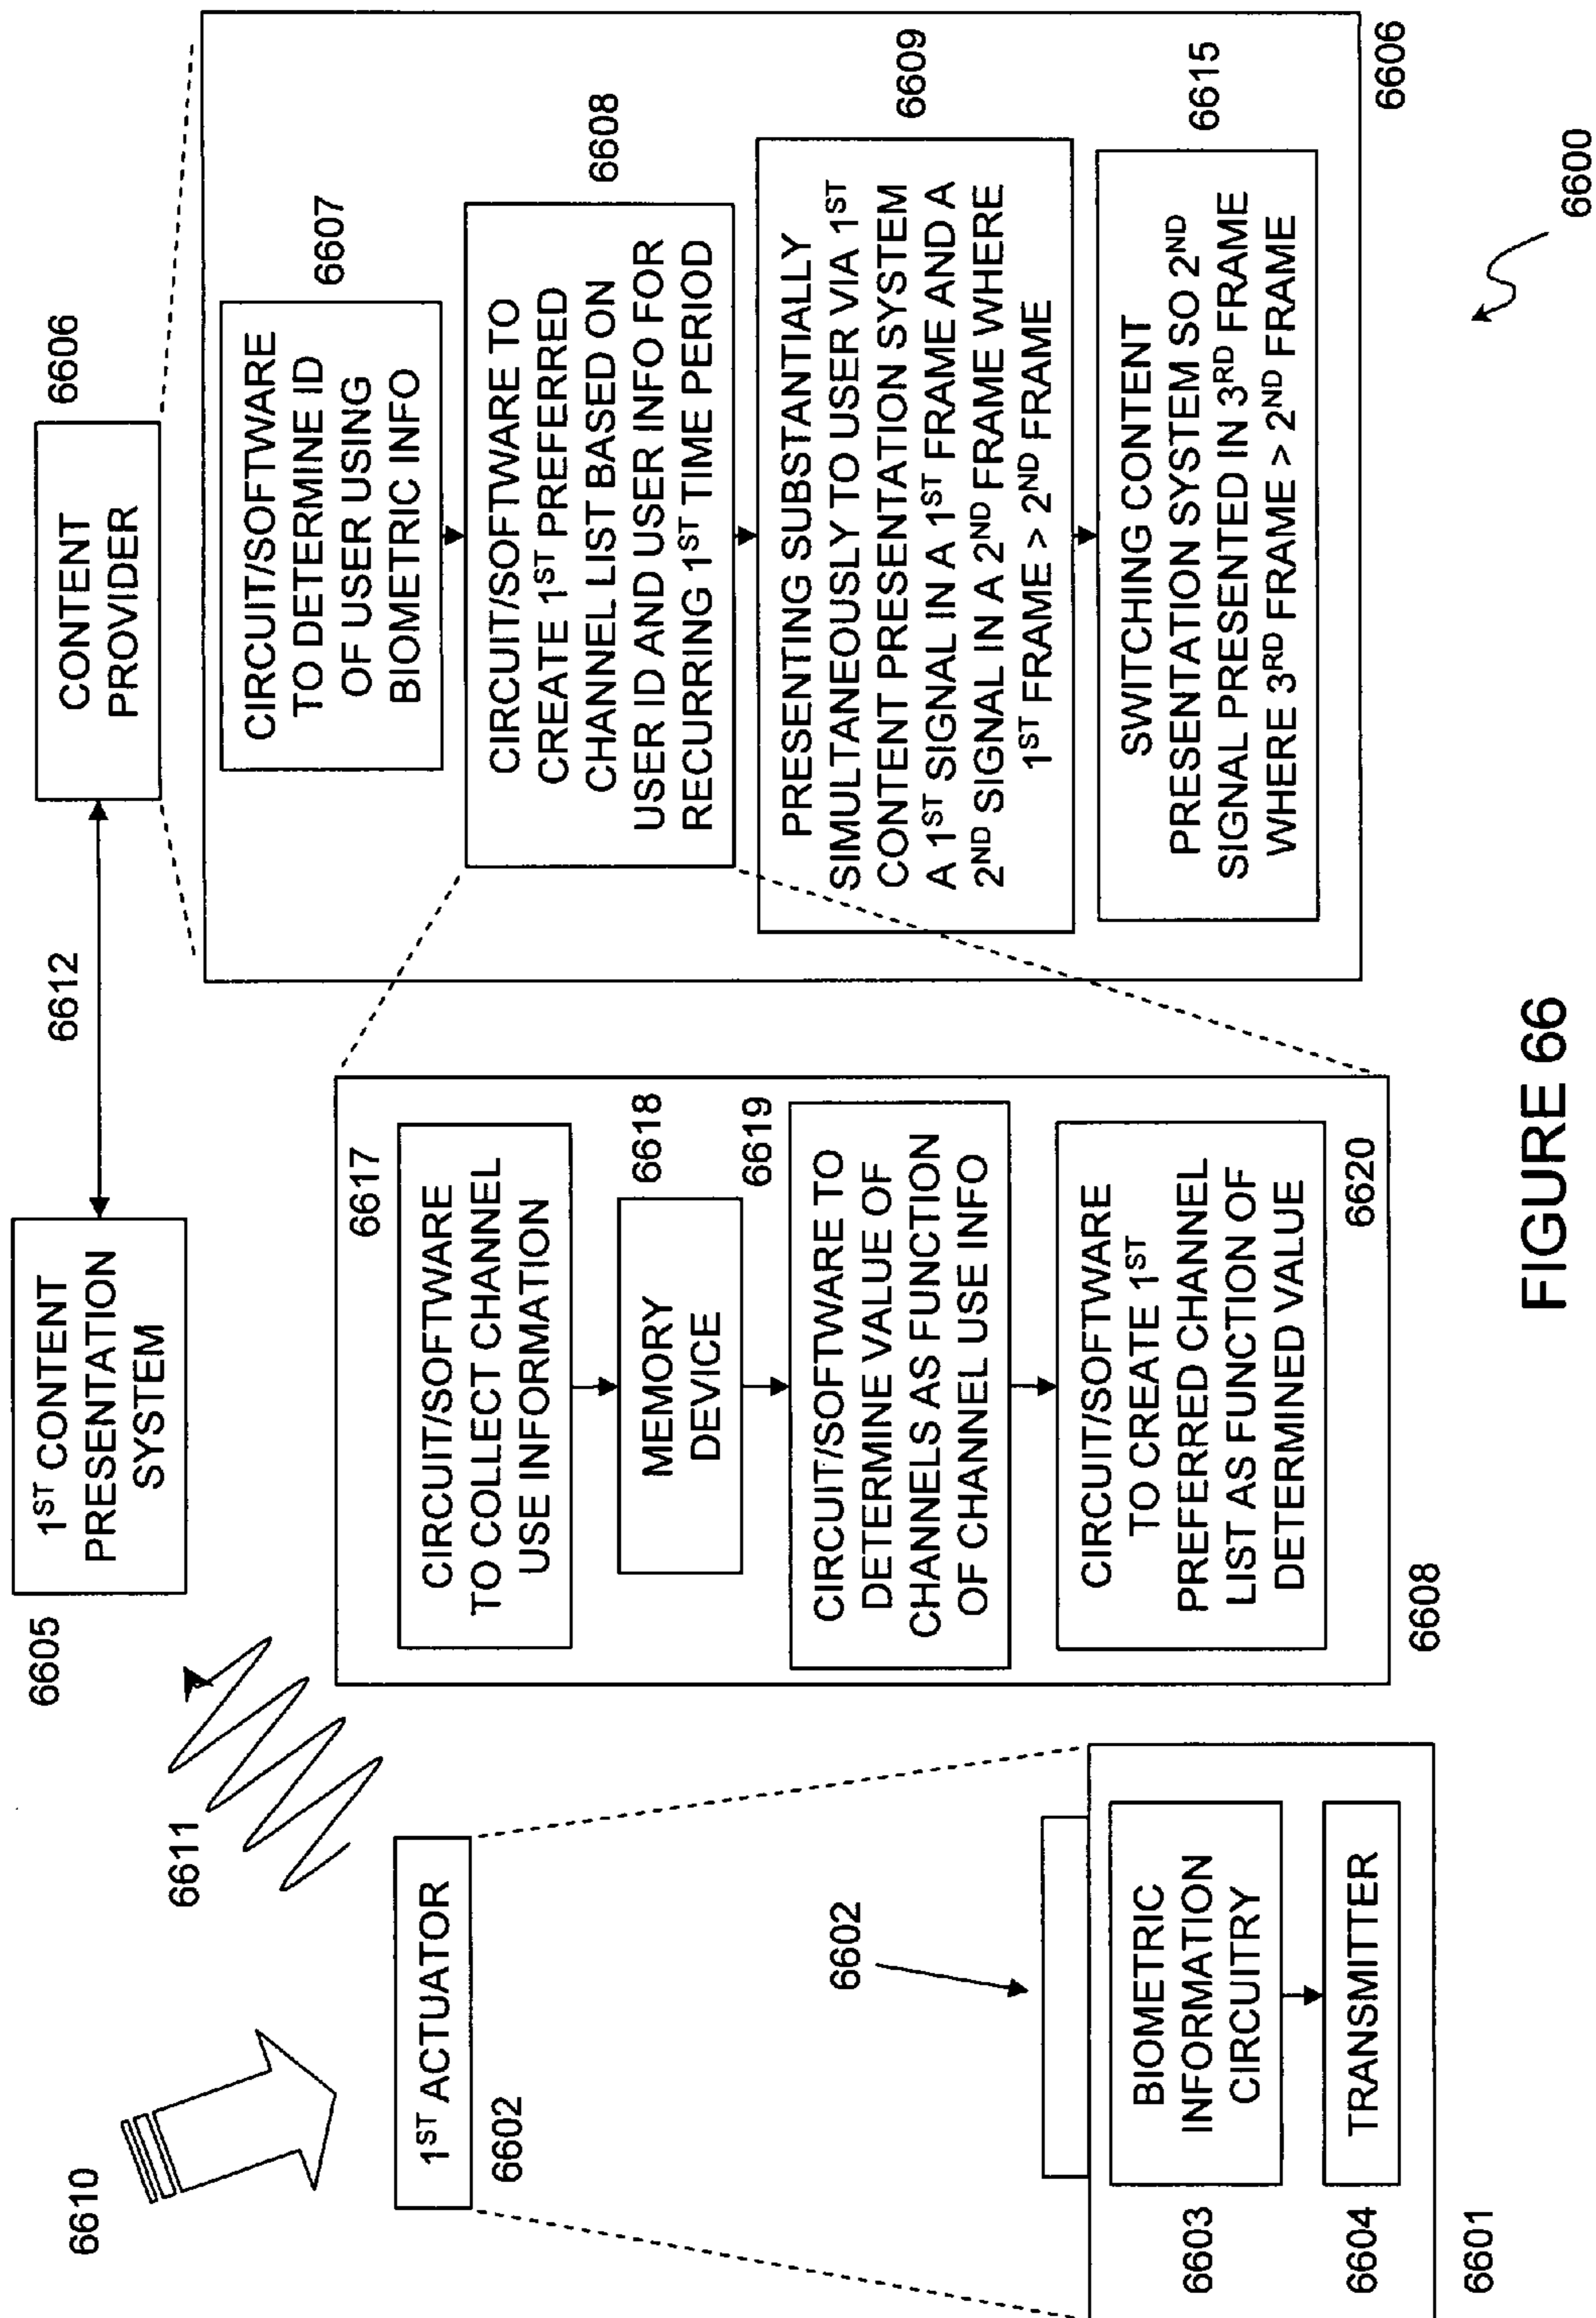 6610
1ST ACTUATOR
6602
6611
6605
1ST CONTENT
PRESENTATION
SYSTEM
6612
CONTENT
PROVIDER
6606
6602
BIOMETRIC
INFORMATION
CIRCUITRY
6603
TRANSMITTER
6604
6601
6617
CIRCUIT/SOFTWARE
TO COLLECT CHANNEL
USE INFORMATION
6618
MEMORY
DEVICE
6619
CIRCUIT/SOFTWARE TO
DETERMINE VALUE OF
CHANNELS AS FUNCTION
OF CHANNEL USE INFO
CIRCUIT/SOFTWARE
TO CREATE 1ST
PREFERRED CHANNEL
LIST AS FUNCTION OF
DETERMINED VALUE
6620
6608
CIRCUIT/SOFTWARE
TO DETERMINE ID
OF USER USING
BIOMETRIC INFO
6607
CIRCUIT/SOFTWARE TO
CREATE 1ST PREFERRED
CHANNEL LIST BASED ON
USER ID AND USER INFO FOR
RECURRING 1ST TIME PERIOD
6608
PRESENTING SUBSTANTIALLY
SIMULTANEOUSLY TO USER VIA 1ST
CONTENT PRESENTATION SYSTEM
A 1ST SIGNAL IN A 1ST FRAME AND A
2ND SIGNAL IN A 2ND FRAME WHERE
1ST FRAME > 2ND FRAME
6609
SWITCHING CONTENT
PRESENTATION SYSTEM SO 2ND
SIGNAL PRESENTED IN 3RD FRAME
WHERE 3RD FRAME > 2ND FRAME
6615
6606
6600
FIGURE 66